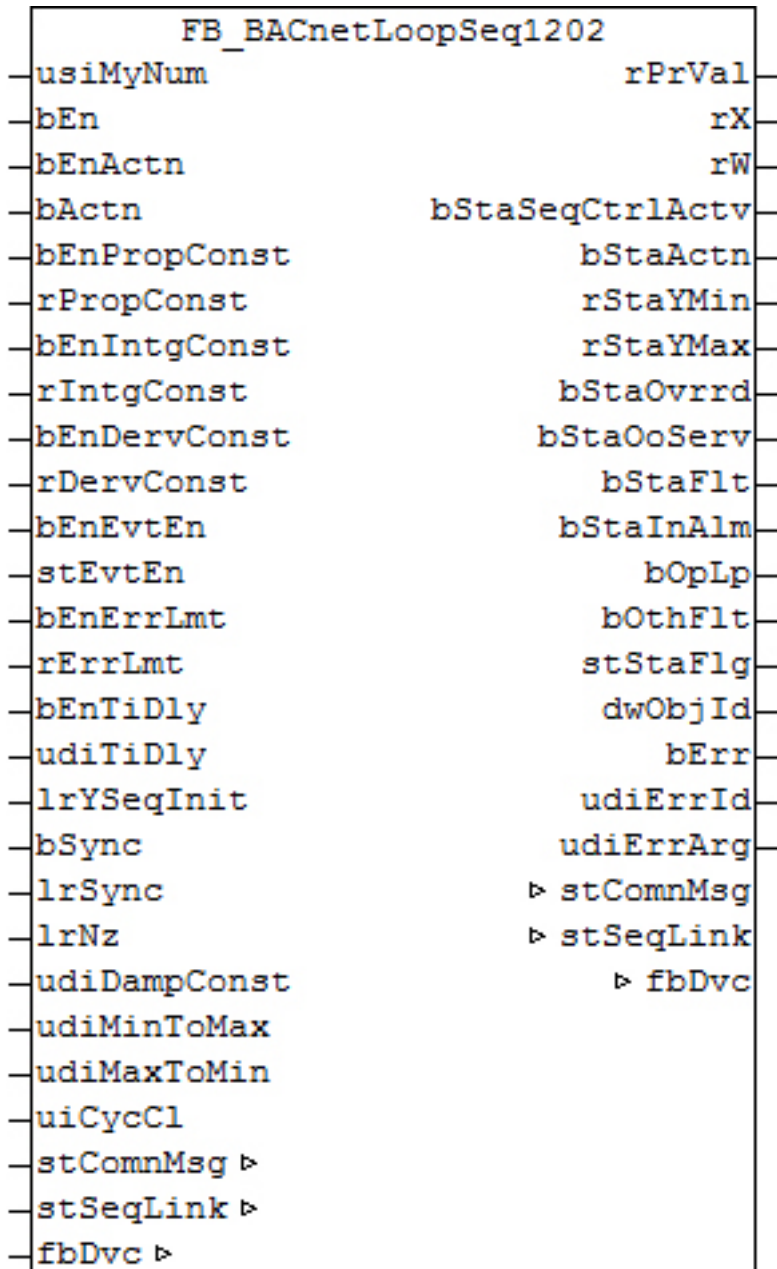 FB_BACnetLoopSeq1202
usiMyNum rPrVal
bEn rX
bEnActn rW
bActn bStaSeqCtrlActv
bEnPropConst bStaActn
rPropConst rStaYMin
bEnIntgConst rStaYMax
rIntgConst bStaOvrrd
bEnDervConst bStaOoServ
rDervConst bStaFlt
bEnEvtEn bStaInAlm
stEvtEn bOpLp
bEnErrLmt bOthFlt
rErrLmt stStaFlg
bEnTiDly dwObjId
udiTiDly bErr
lrYSeqInit udiErrId
bSync udiErrArg
lrSync stComnMsg
lrNz stSeqLink
udiDampConst fbDvc
udiMinToMax
udiMaxToMin
uiCycCl
stComnMsg
stSeqLink
fbDvc